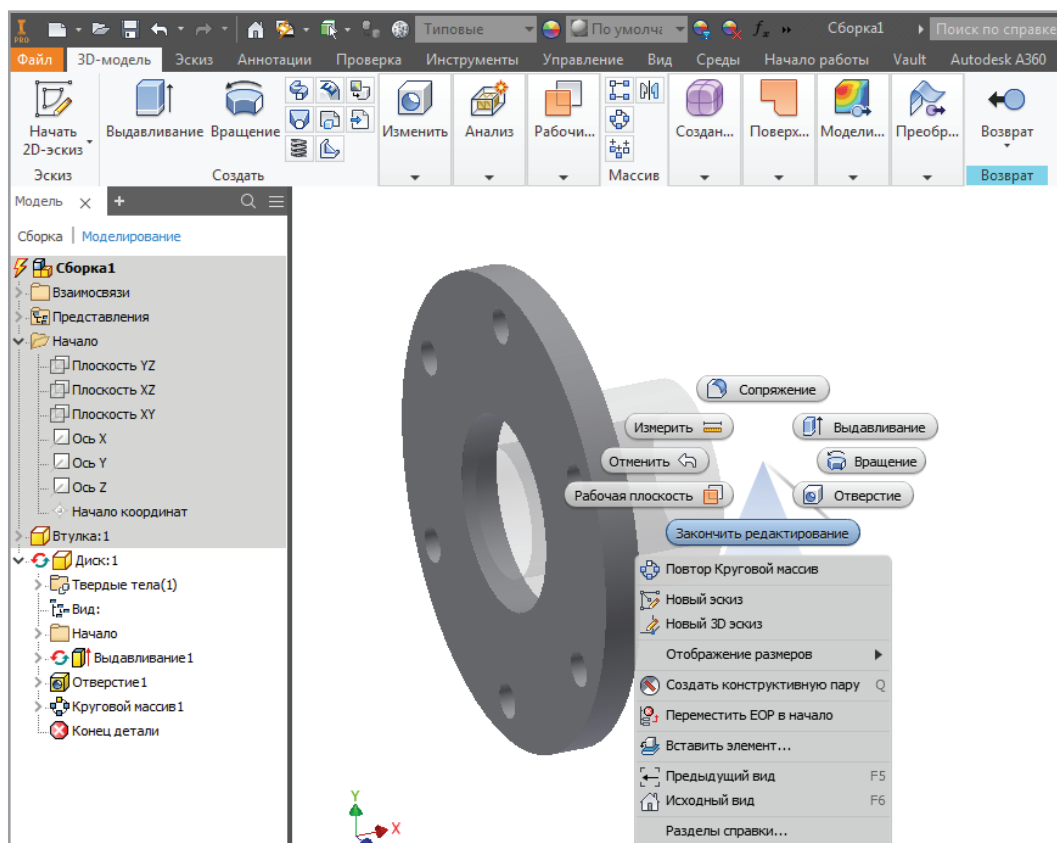 PRO
Типовые
По умолча
fx
Сборка1
Поиск по справке
Файл 3D-модель Эскиз Аннотации Проверка Инструменты Управление Вид Среды Начало работы Vault Autodesk A360
Начать
2D-эскиз
Выдавливание
Вращение
Изменить
Анализ
Рабочи...
Создан...
Поверх...
Модели...
Преобр...
Возврат
Эскиз
Создать
Массив
Возврат
Модель
Сборка | Моделирование
Сборка1
Взаимосвязи
Представления
Начало
Плоскость YZ
Плоскость XZ
Плоскость XY
Ось X
Ось Y
Ось Z
Начало координат
Втулка:1
Диск:1
Твердые тела(1)
Вид:
Начало
Выдавливание1
Отверстие1
Круговой массив1
Конец детали
Сопряжение
Измерить
Выдавливание
Отменить
Вращение
Рабочая плоскость
Отверстие
Закончить редактирование
Повтор Круговой массив
Новый эскиз
Новый 3D эскиз
Отображение размеров
Создать конструктивную пару Q
Переместить EOP в начало
Вставить элемент...
Предыдущий вид F5
Исходный вид F6
Разделы справки...
Y
X